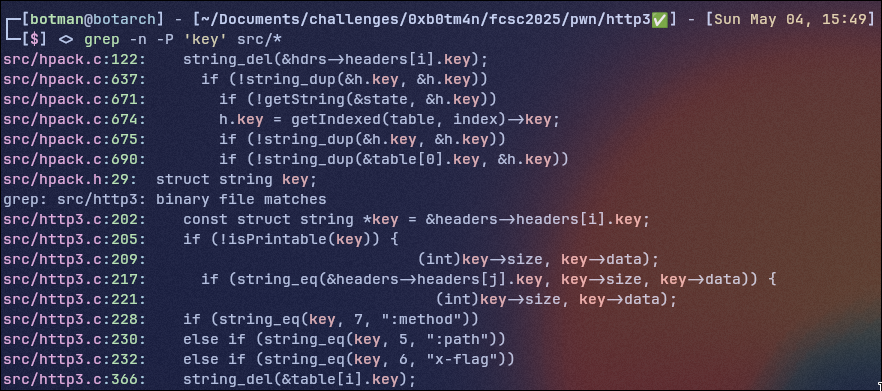 ┌─[botman@botarch] - [~/Documents/challenges/0xb0tm4n/fcsc2025/pwn/http3✅] - [Sun May 04, 15:49]
└─[$] <> grep -n -P 'key' src/*
src/hpack.c:122:    string_del(&hdrs->headers[i].key);
src/hpack.c:637:      if (!string_dup(&h.key, &h.key))
src/hpack.c:671:        if (!getString(&state, &h.key))
src/hpack.c:674:        h.key = getIndexed(table, index)->key;
src/hpack.c:675:        if (!string_dup(&h.key, &h.key))
src/hpack.c:690:        if (!string_dup(&table[0].key, &h.key))
src/hpack.h:29:  struct string key;
grep: src/http3: binary file matches
src/http3.c:202:    const struct string *key = &headers->headers[i].key;
src/http3.c:205:    if (!isPrintable(key)) {
src/http3.c:209:                              (int)key->size, key->data);
src/http3.c:217:      if (string_eq(&headers->headers[j].key, key->size, key->data)) {
src/http3.c:221:                                (int)key->size, key->data);
src/http3.c:228:    if (string_eq(key, 7, ":method"))
src/http3.c:230:    else if (string_eq(key, 5, ":path"))
src/http3.c:232:    else if (string_eq(key, 6, "x-flag"))
src/http3.c:366:    string_del(&table[i].key);